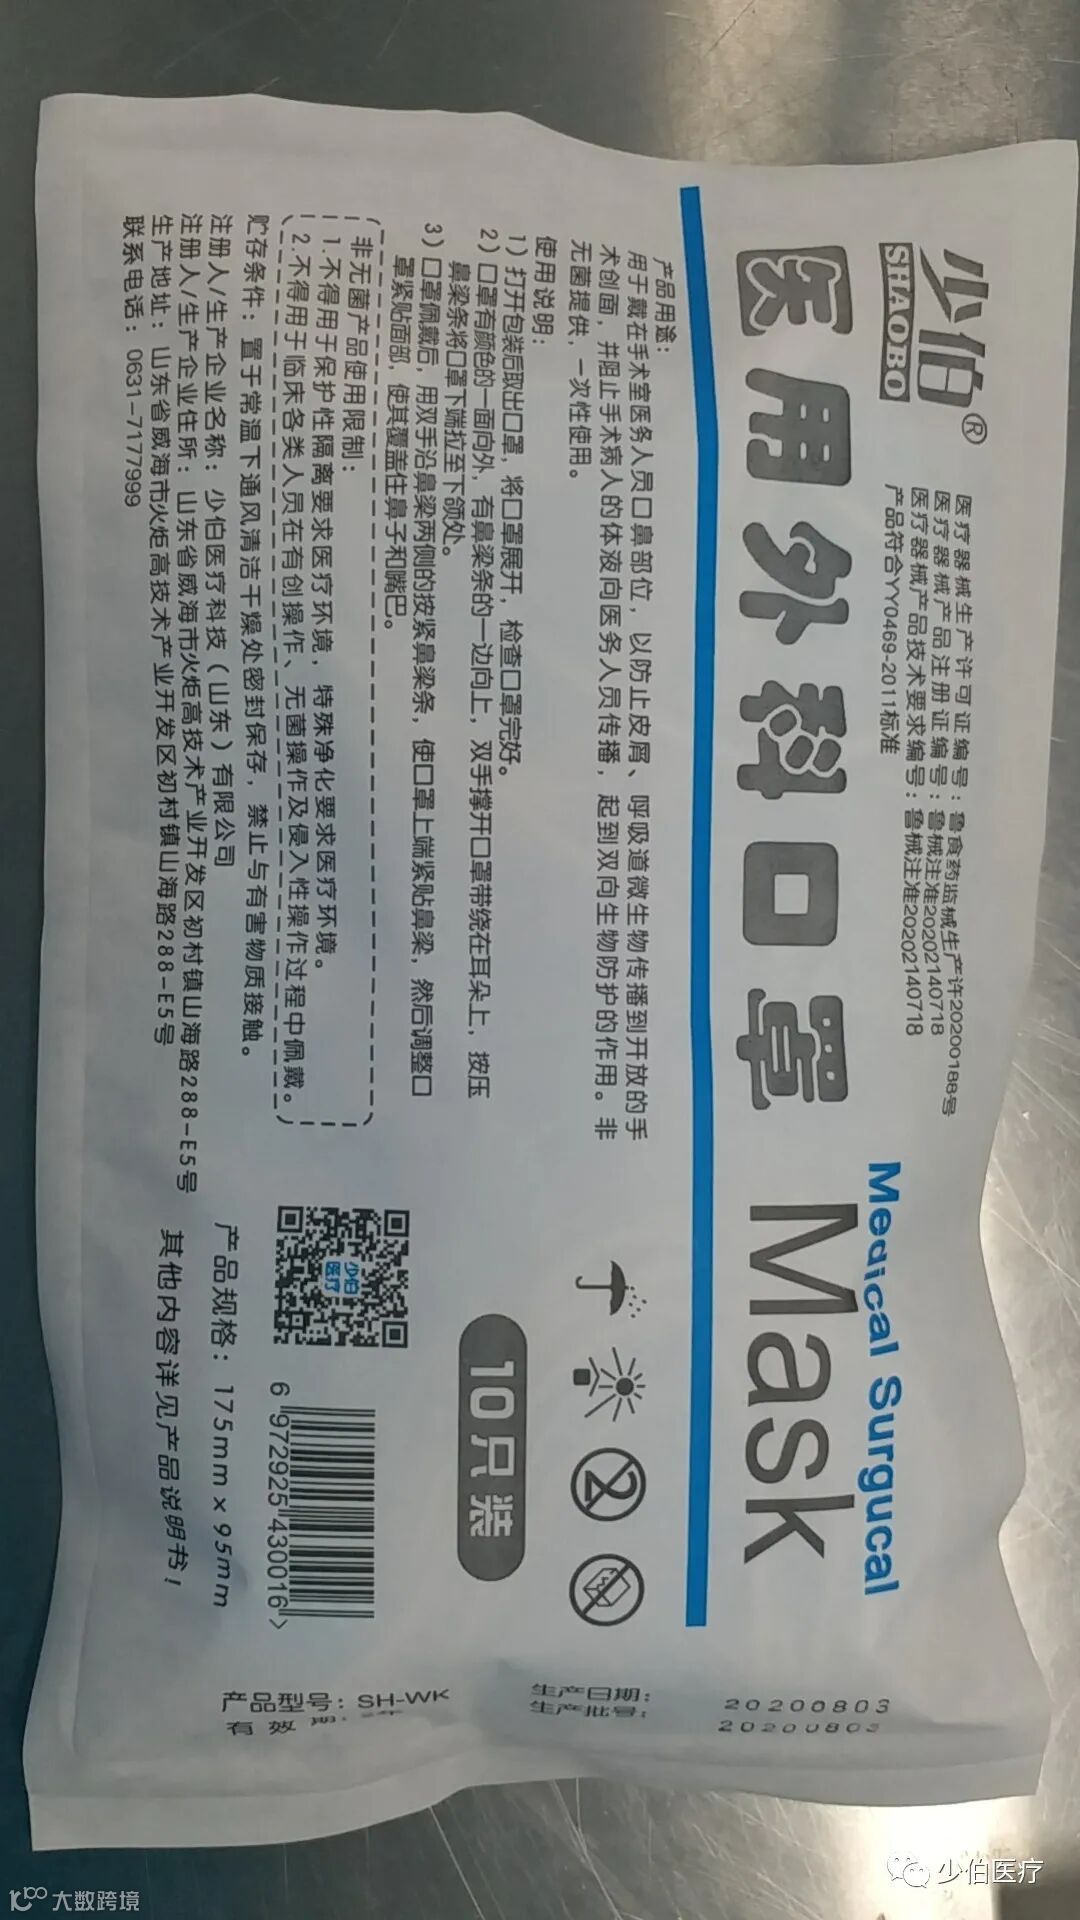 少伯®
SHAOBO
医疗器械生产许可证编号：鲁食药监械生产许20200188号
医疗器械产品注册证编号：鲁械注准20202140718
医疗器械产品技术要求编号：鲁械注准20202140718
产品符合YY0469-2011标准
Medical Surgucal
医用外科口罩 Mask
产品用途：
用于戴在手术室医务人员口鼻部位，以防止皮屑、呼吸道微生物传播到开放的手
术创面，并阻止手术病人的体液向医务人员传播，起到双向生物防护的作用。非
无菌提供，一次性使用。
使用说明：
1）打开包装后取出口罩，将口罩展开，检查口罩完好。
2）口罩有颜色的一面向外，有鼻梁条的一边向上，双手撑开口罩带绕在耳朵上，按压
鼻梁条将口罩下端拉至下颌处。
3）口罩佩戴后，用双手沿鼻梁两侧的按紧鼻梁条，使口罩上端紧贴鼻梁，然后调整口
罩紧贴面部，使其覆盖住鼻子和嘴巴。
非无菌产品使用限制：
1.不得用于保护性隔离要求医疗环境，特殊净化要求医疗环境。
2.不得用于临床各类人员在有创操作、无菌操作及侵入性操作过程中佩戴。
贮存条件：置于常温下通风清洁干燥处密封保存，禁止与有害物质接触。
注册人/生产企业名称：少伯医疗科技（山东）有限公司
注册人/生产企业住所：山东省威海市火炬高技术产业开发区初村镇山海路288-E5号
生产地址：山东省威海市火炬高技术产业开发区初村镇山海路288-E5号
联系电话：0631-7177999
2
10只装
少伯
医疗
6 972925 430016 >
产品规格：175mm x 95mm
其他内容详见产品说明书！
20200803
20200803
生产日期：
生产批号：
产品型号：SH-WK
有效期：
少伯医疗
大数跨境